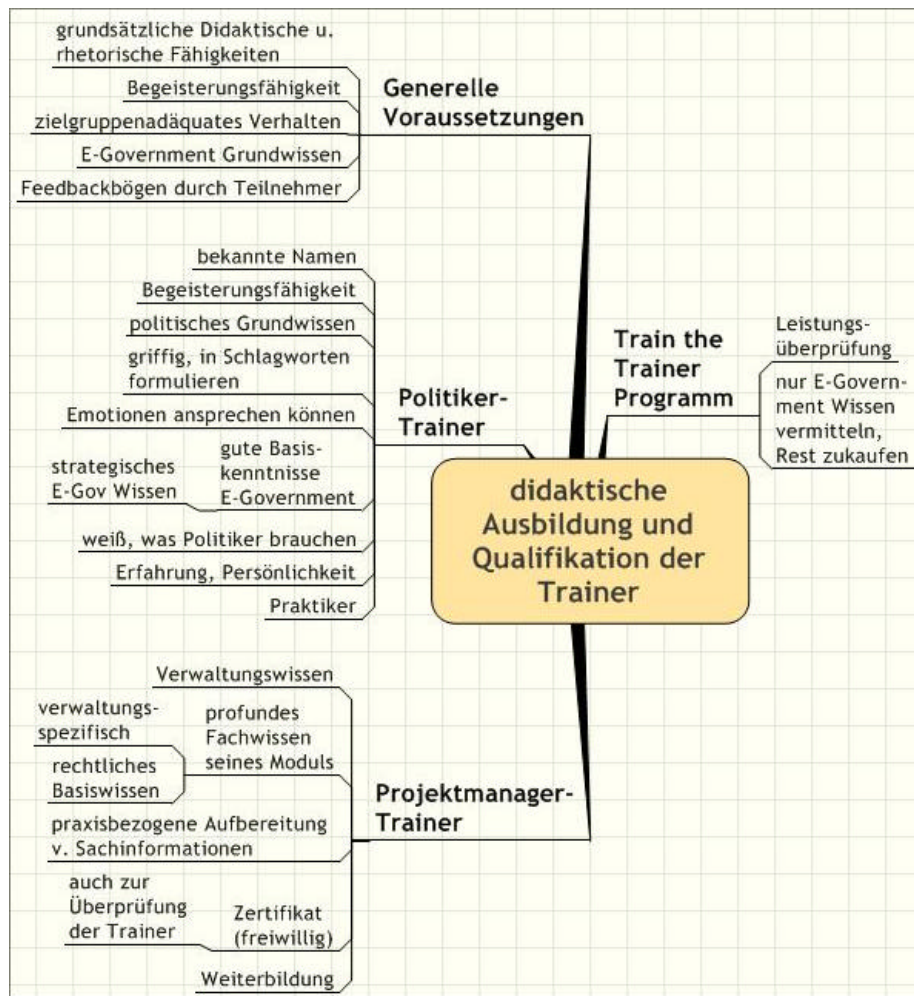 grundsätzliche Didaktische u.
rhetorische Fähigkeiten
Begeisterungsfähigkeit
zielgruppenadäquates Verhalten
E-Government Grundwissen
Feedbackbögen durch Teilnehmer
Generelle
Voraussetzungen
bekannte Namen
Begeisterungsfähigkeit
politisches Grundwissen
griffig, in Schlagworten
formulieren
Emotionen ansprechen können
strategisches
E-Gov Wissen
gute Basis-
kenntnisse
E-Government
weiß, was Politiker brauchen
Erfahrung, Persönlichkeit
Praktiker
Politiker-
Trainer
Train the
Trainer
Programm
Leistungs-
überprüfung
nur E-Govern-
ment Wissen
vermitteln,
Rest zukaufen
didaktische
Ausbildung und
Qualifikation der
Trainer
Verwaltungswissen
verwaltungs-
spezifisch
rechtliches
Basiswissen
profundes
Fachwissen
seines Moduls
praxisbezogene Aufbereitung
v. Sachinformationen
auch zur
Überprüfung
der Trainer
Zertifikat
(freiwillig)
Weiterbildung
Projektmanager-
Trainer